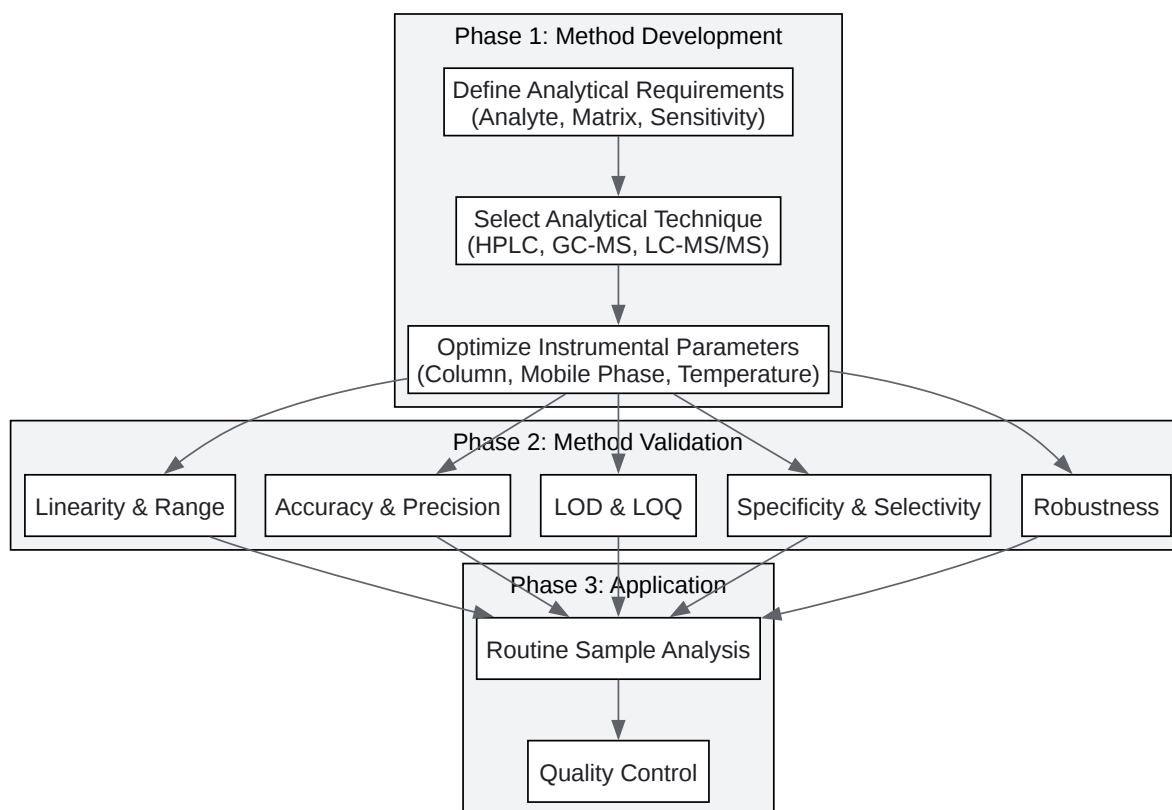 Phase 1: Method Development
Define Analytical Requirements
(Analyte, Matrix, Sensitivity)
Select Analytical Technique
(HPLC, GC-MS, LC-MS/MS)
Optimize Instrumental Parameters
(Column, Mobile Phase, Temperature)
Phase 2: Method Validation
Linearity & Range
Accuracy & Precision
LOD & LOQ
Specificity & Selectivity
Robustness
Phase 3: Application
Routine Sample Analysis
Quality Control